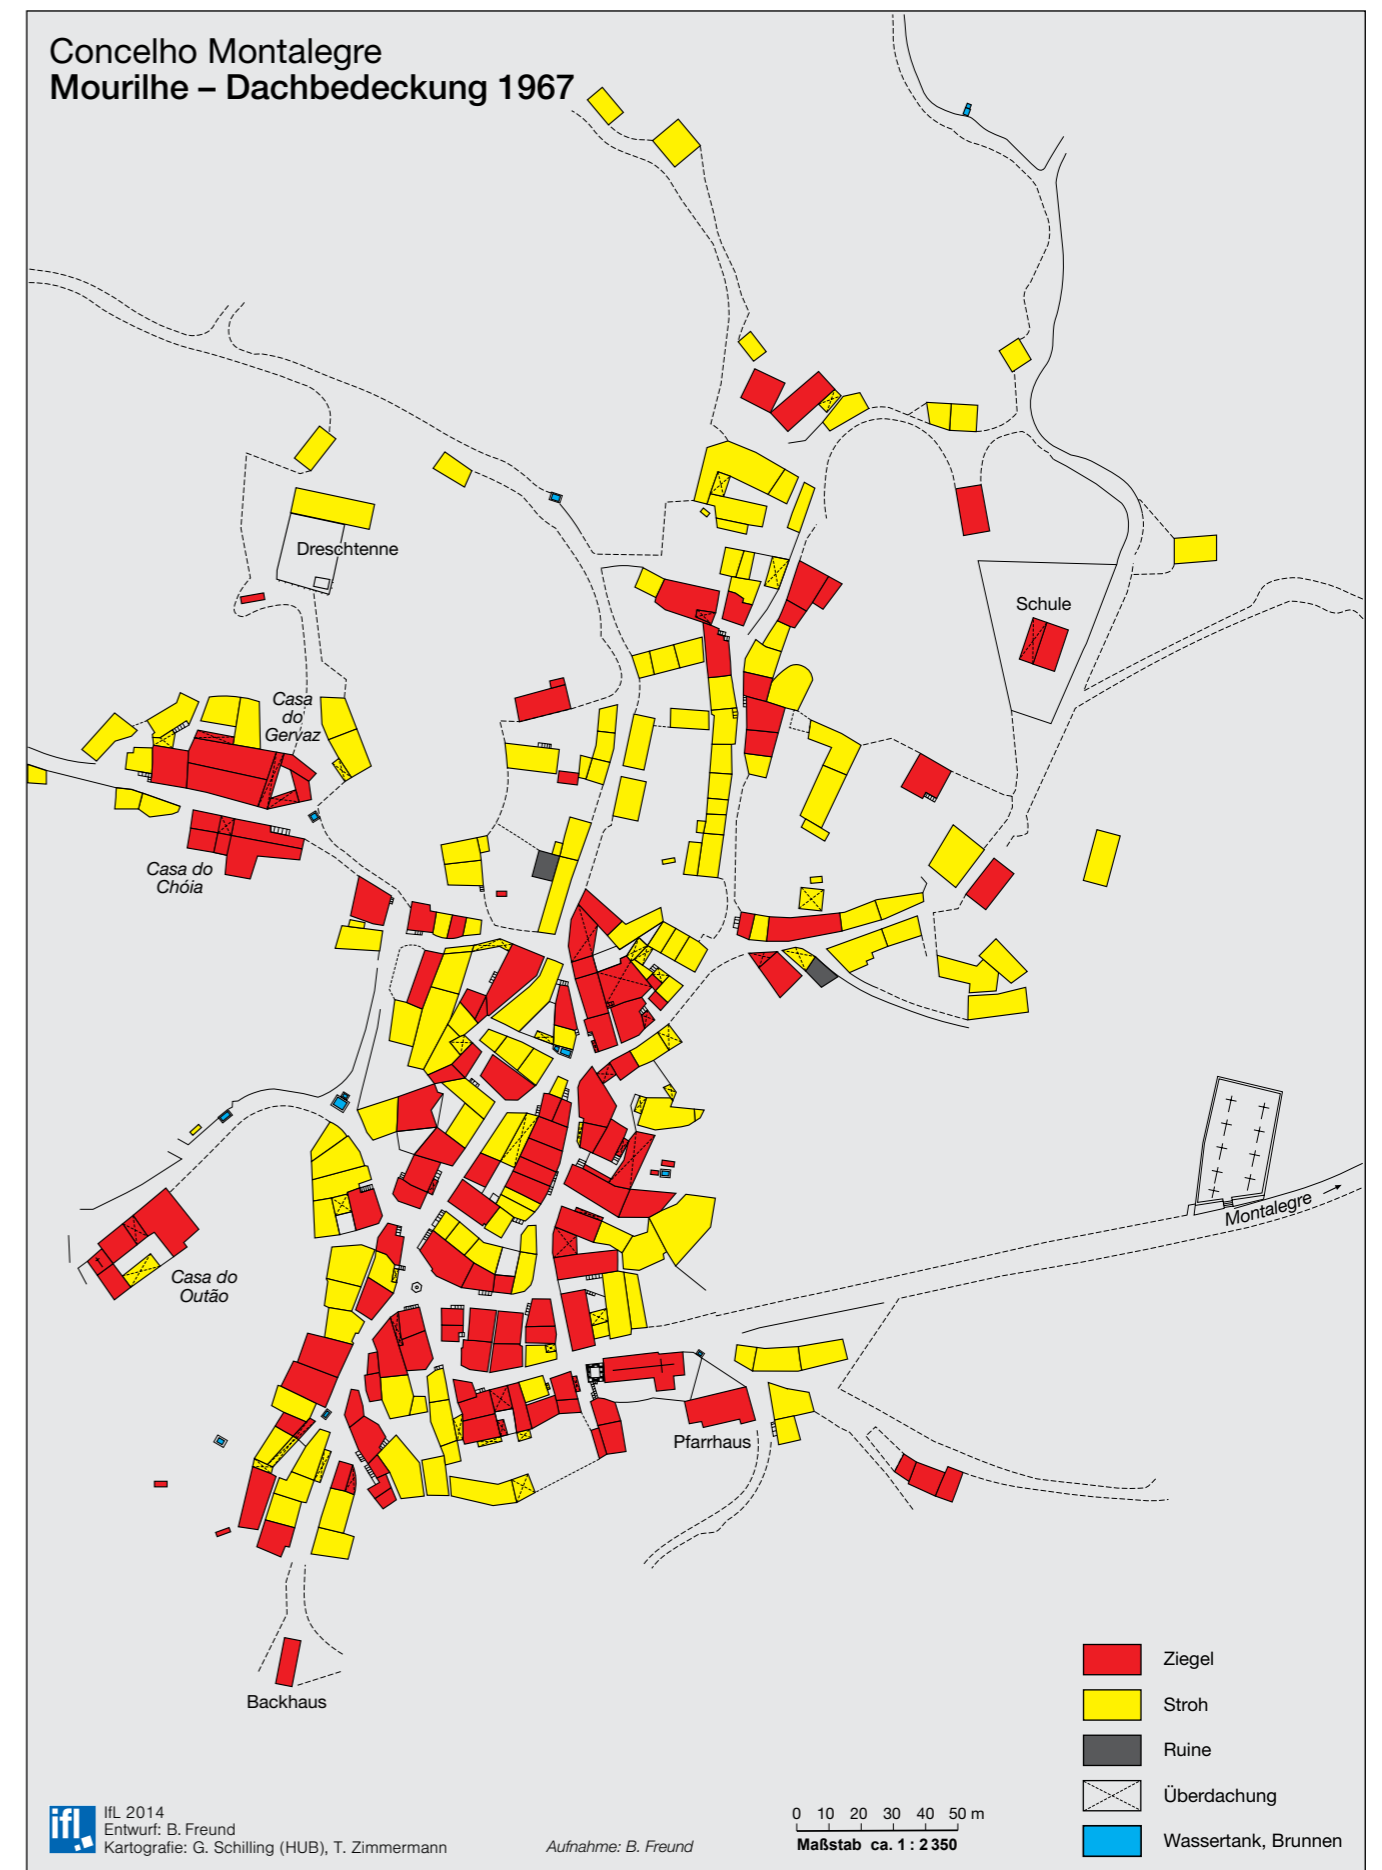 Concelho Montalegre
Mourilhe – Dachbedeckung 1967
Dreschtenne
Schule
Casa
do
Gervaz
Casa do
Chóia
Montalegre
Casa do
Outão
Pfarrhaus
Backhaus
Ziegel
Stroh
Ruine
Überdachung
Wassertank, Brunnen
0 10 20 30 40 50 m
Maßstab ca. 1 : 2 350
ifl
IfL 2014
Entwurf: B. Freund
Kartografie: G. Schilling (HUB), T. Zimmermann
Aufnahme: B. Freund